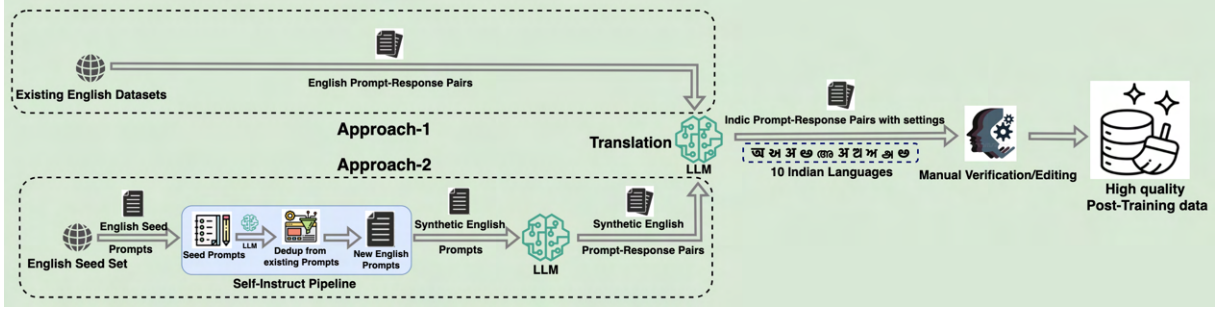 Existing English Datasets
English Prompt-Response Pairs
Approach-1
Approach-2
English Seed Set
English Seed
Prompts
Seed Prompts
LLM
Dedup from
existing Prompts
New English
Prompts
Self-Instruct Pipeline
Synthetic English
Prompts
LLM
Synthetic English
Prompt-Response Pairs
Translation
LLM
Indic Prompt-Response Pairs with settings
10 Indian Languages
Manual Verification/Editing
High quality
Post-Training data